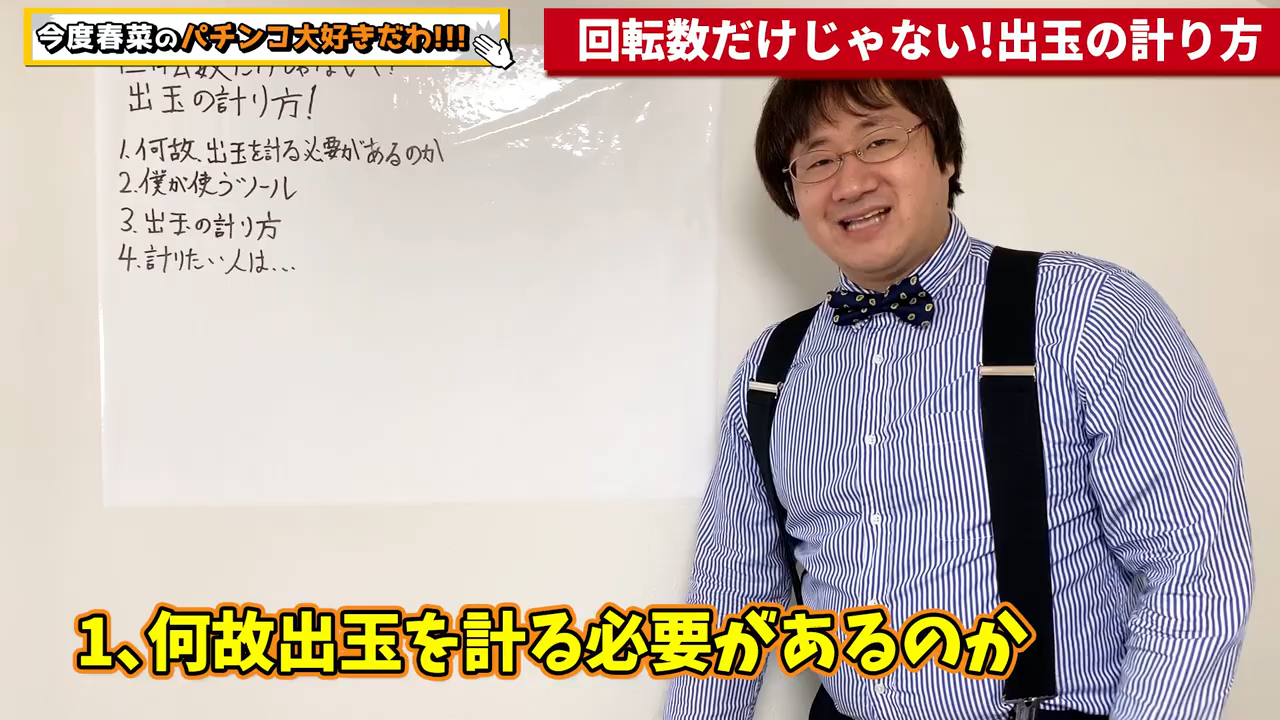 今度春菜のパチンコ大好きだわ!!!
回転数だけじゃない!出玉の計り方
出玉の計り方!
1.何故、出玉を計る必要があるのか
2.僕が使うツール
3.出玉の計り方
4.計りたい人は...
1、何故出玉を計る必要があるのか